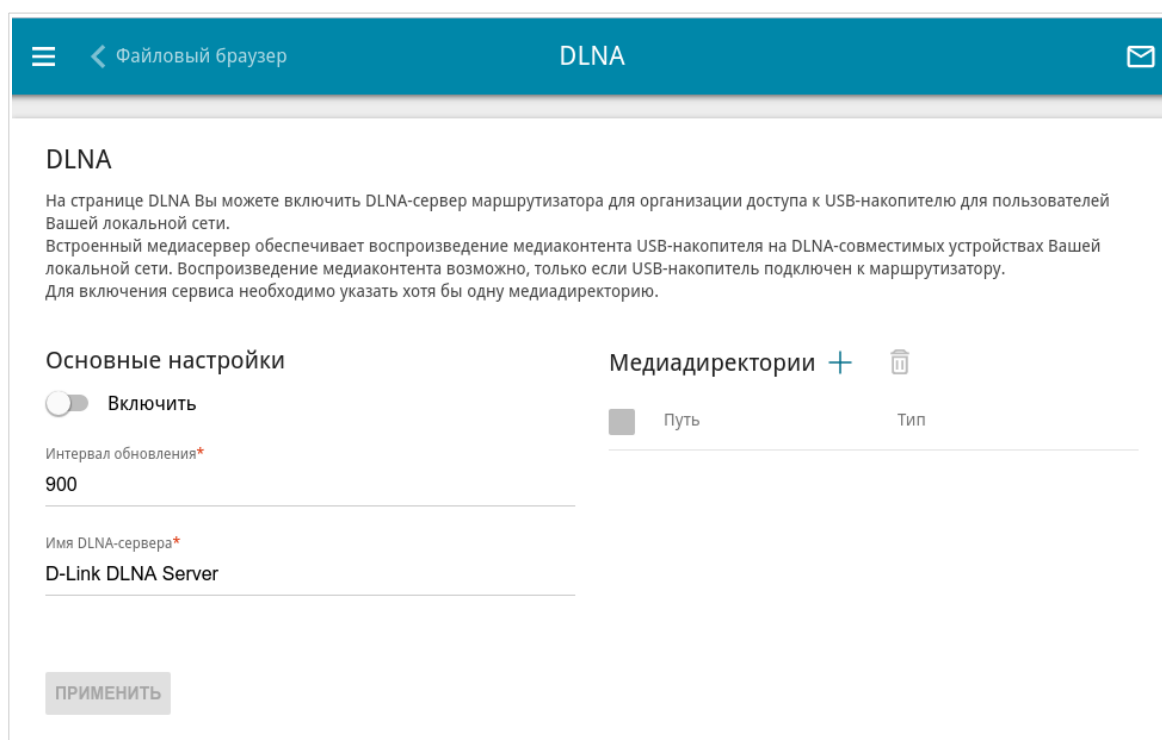 Файловый браузер
DLNA
DLNA
На странице DLNA Вы можете включить DLNA-сервер маршрутизатора для организации доступа к USB-накопителю для пользователей
Вашей локальной сети.
Встроенный медиасервер обеспечивает воспроизведение медиаконтента USB-накопителя на DLNA-совместимых устройствах Вашей
локальной сети. Воспроизведение медиаконтента возможно, только если USB-накопитель подключен к маршрутизатору.
Для включения сервиса необходимо указать хотя бы одну медиадиректорию.
Основные настройки
Включить
Интервал обновления*
900
Имя DLNA-сервера*
D-Link DLNA Server
ПРИМЕНИТЬ
Медиадиректории
Путь Тип